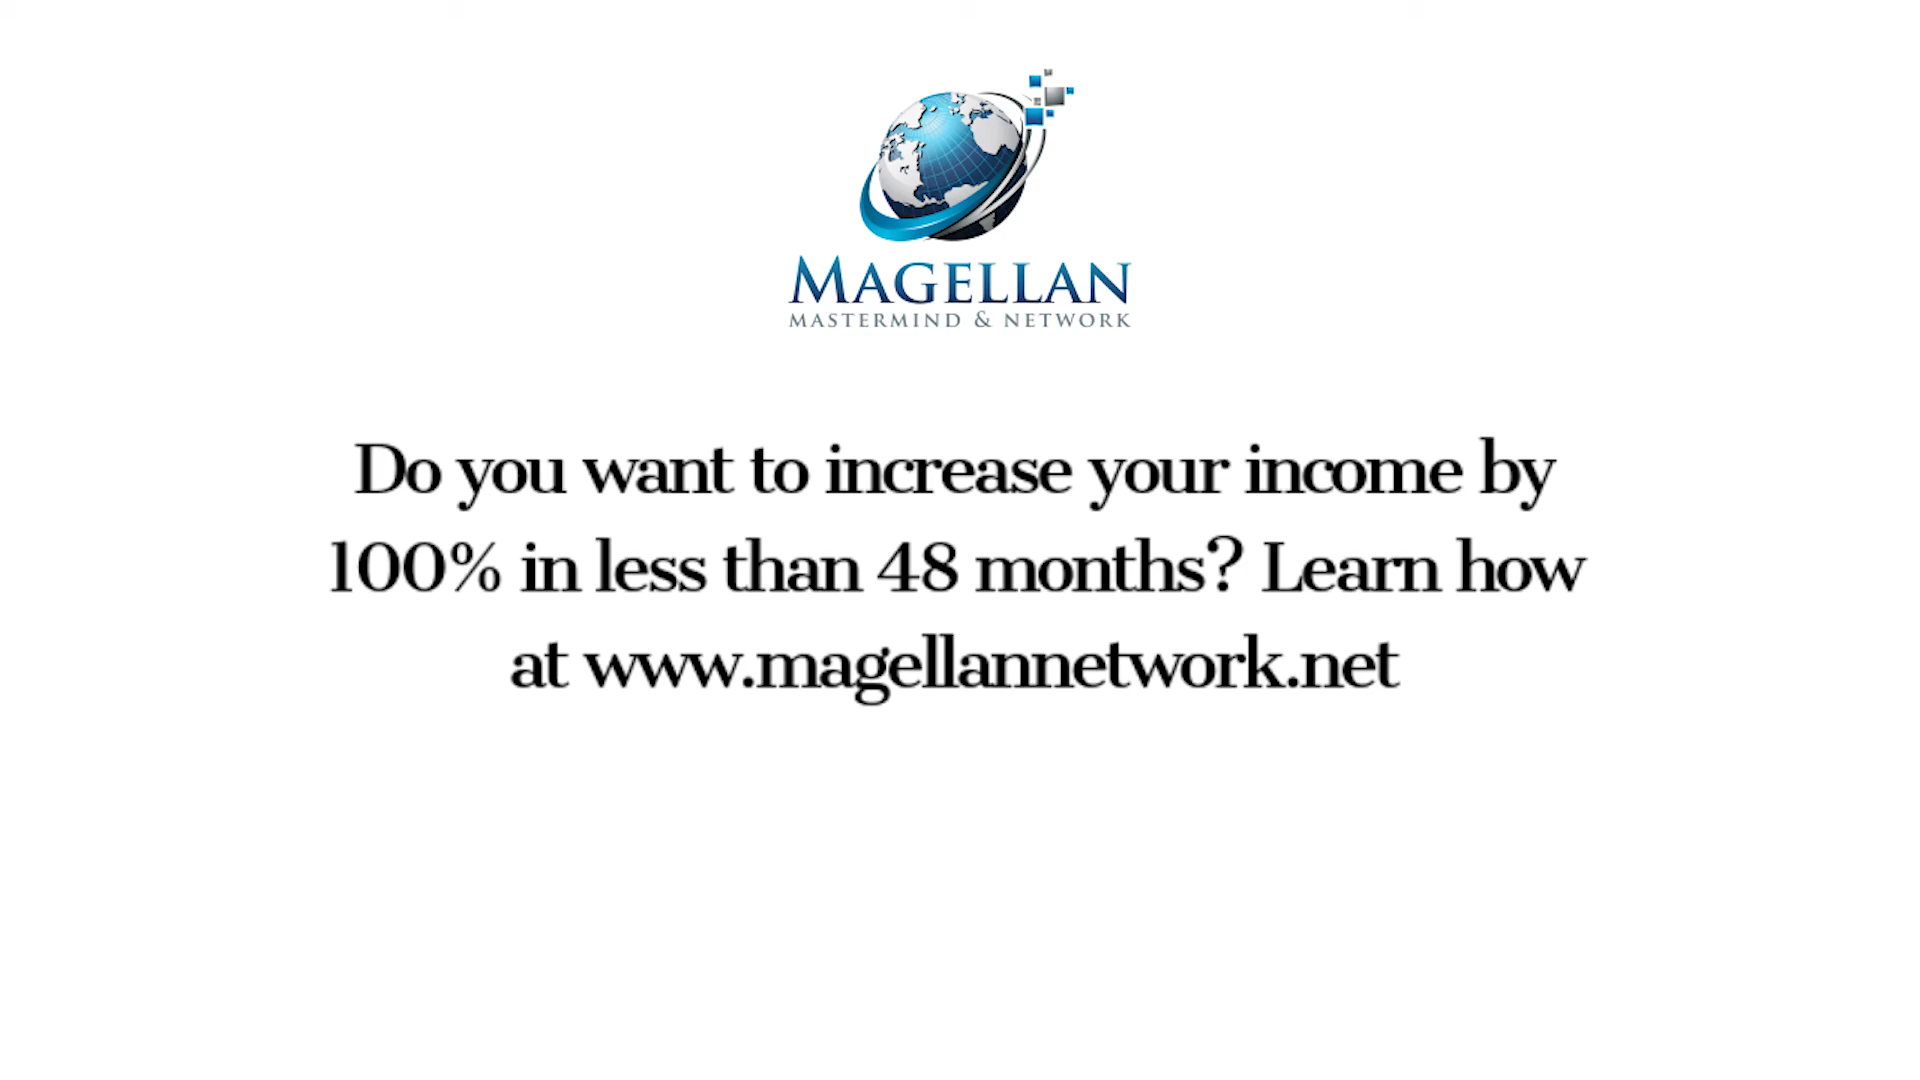 MAGELLAN
MASTERMIND & NETWORK
Do you want to increase your income by
100% in less than 48 months? Learn how
at www.magellannetwork.net